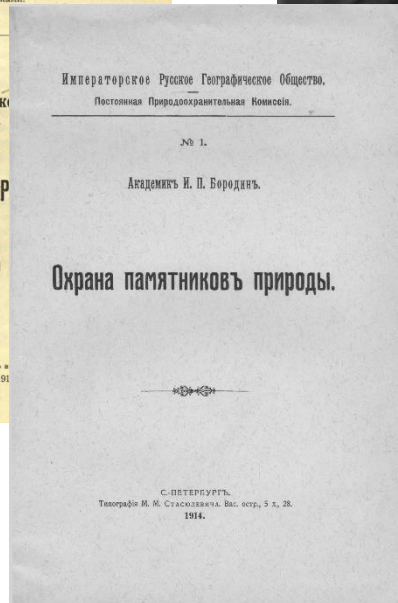 Императорское Русское Географическое Общество.
Постоянная Природоохранительная Комиссія.
№ 1.
Академикъ И. П. Бородинъ.
Охрана памятниковъ природы.
С.-ПЕТЕРБУРГЪ.
Типографія М. М. Стасюлевича. Вас. остр., 5 л., 28.
1914.